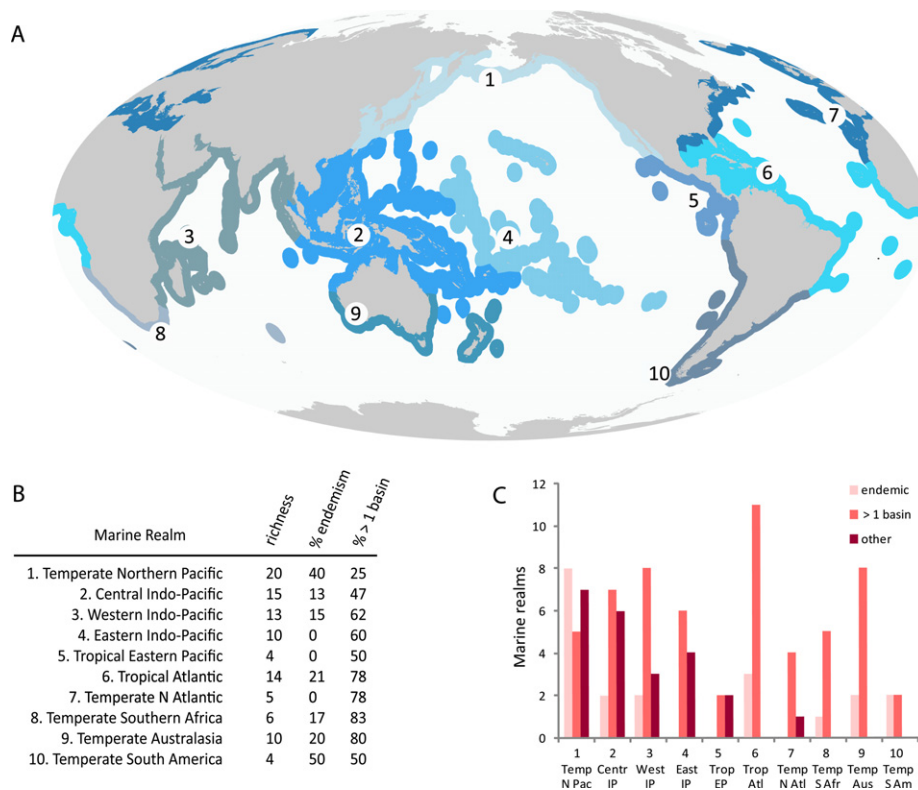 A
1
2
3
4
5
6
7
8
9
10
B
Marine Realm richness % endemism % > 1 basin
1. Temperate Northern Pacific 20 40 25
2. Central Indo-Pacific 15 13 47
3. Western Indo-Pacific 13 15 62
4. Eastern Indo-Pacific 10 0 60
5. Tropical Eastern Pacific 4 0 50
6. Tropical Atlantic 14 21 78
7. Temperate N Atlantic 5 0 78
8. Temperate Southern Africa 6 17 83
9. Temperate Australasia 10 20 80
10. Temperate South America 4 50 50
C
endemic
> 1 basin
other
Marine realms
12
10
8
6
4
2
0
1 2 3 4 5 6 7 8 9 10
Temp Centr West East Trop Trop Temp Temp Temp Temp
N Pac IP IP IP EP Atl N Atl S Afr Aus S Am